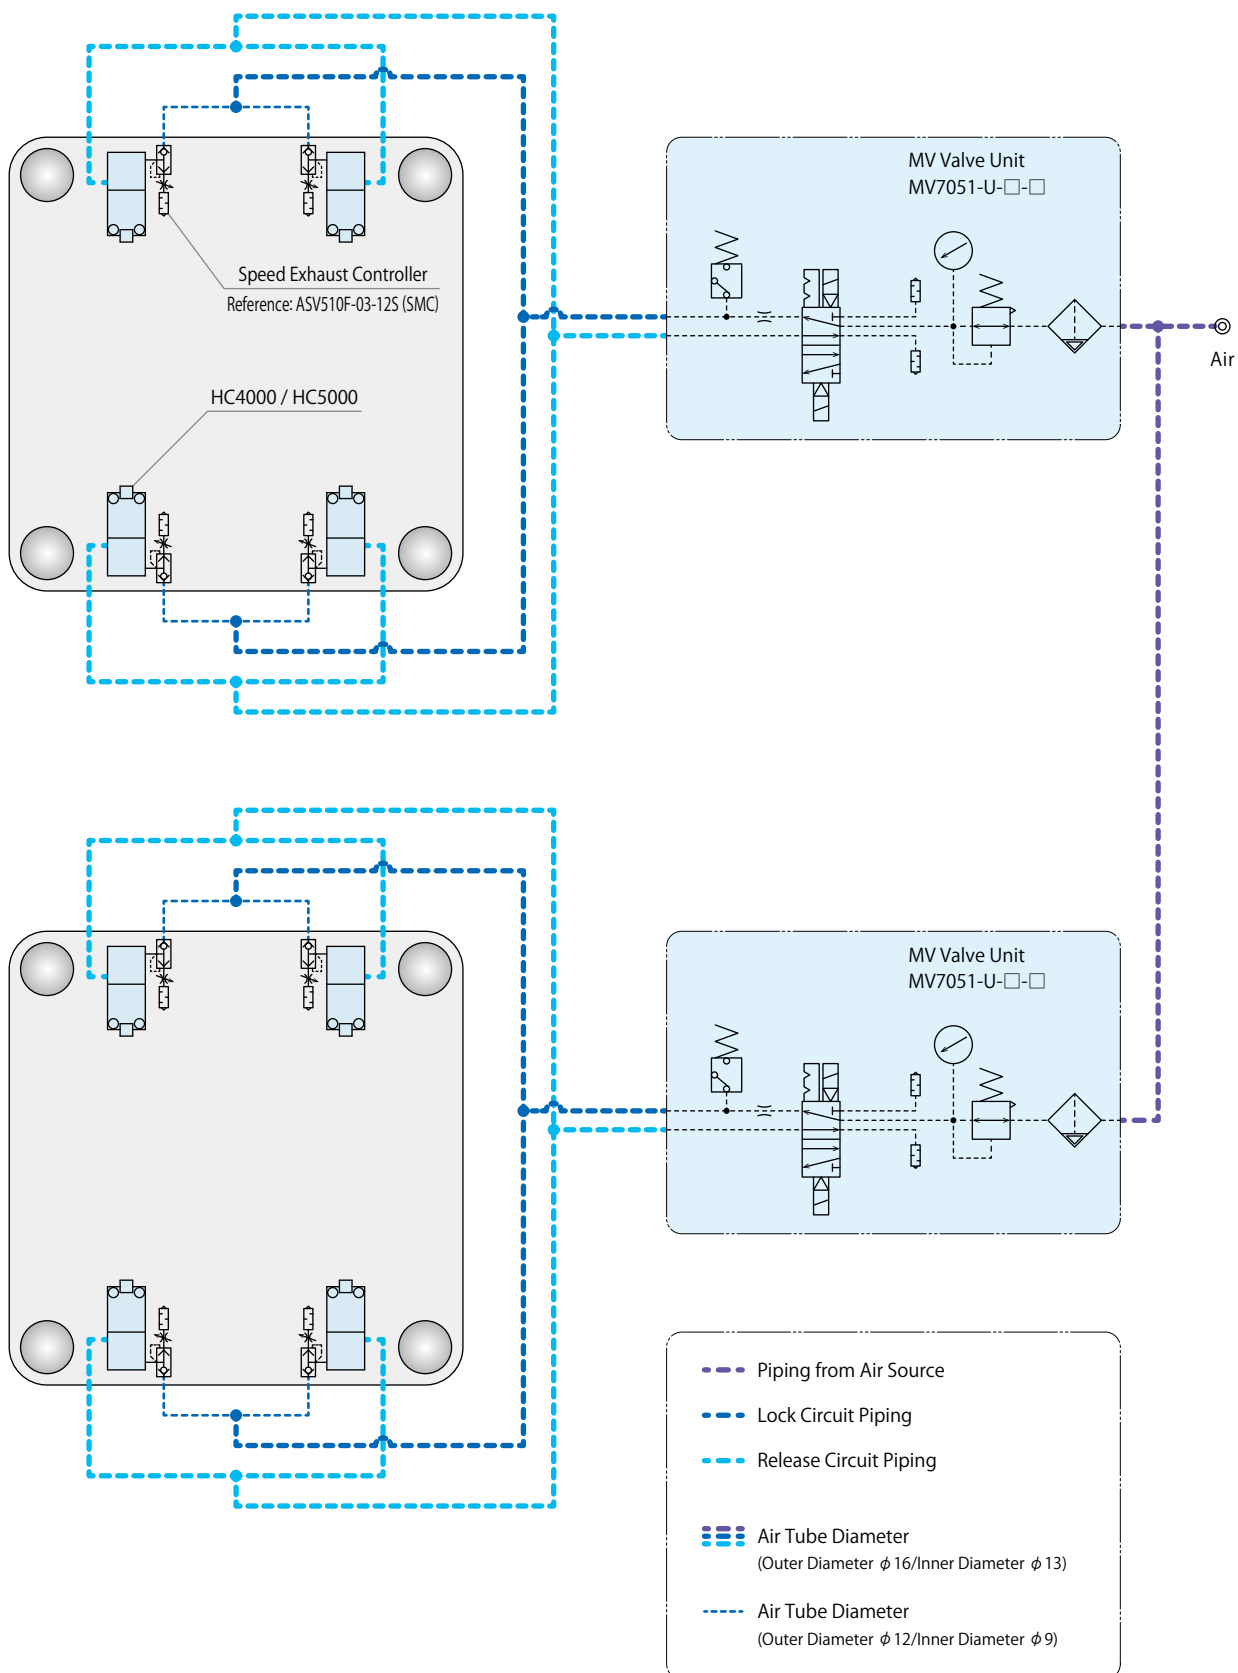 MV Valve Unit
MV7051-U-□-□
Speed Exhaust Controller
Reference: ASV510F-03-12S (SMC)
Air
HC4000 / HC5000
MV Valve Unit
MV7051-U-□-□
Piping from Air Source
Lock Circuit Piping
Release Circuit Piping
Air Tube Diameter
(Outer Diameter ϕ16/Inner Diameter ϕ13)
Air Tube Diameter
(Outer Diameter ϕ12/Inner Diameter ϕ9)